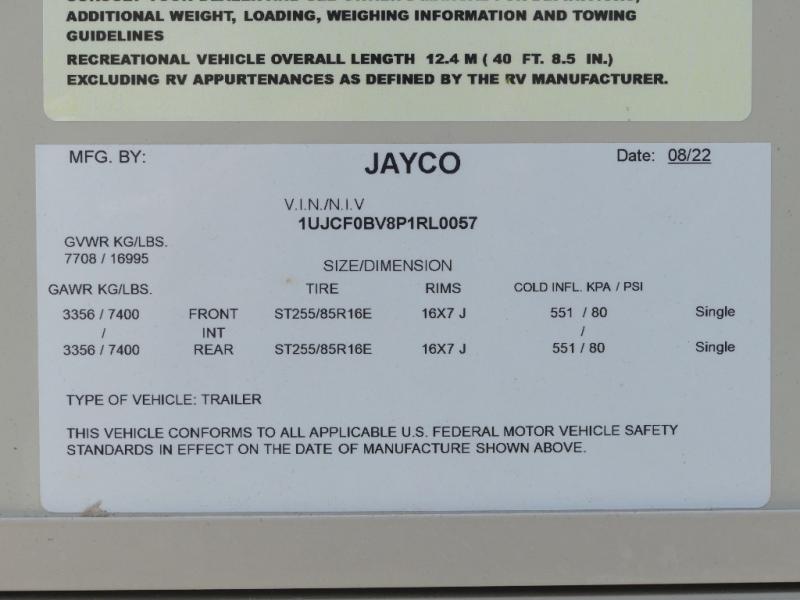 ADDITIONAL WEIGHT, LOADING, WEIGHING INFORMATION AND TOWING
GUIDELINES
RECREATIONAL VEHICLE OVERALL LENGTH 12.4 M ( 40 FT. 8.5 IN.)
EXCLUDING RV APPURTENANCES AS DEFINED BY THE RV MANUFACTURER.
MFG. BY: JAYCO Date: 08/22
V.I.N./N.I.V
1UJCF0BV8P1RL0057
GVWR KG/LBS.
7708 / 16995
SIZE/DIMENSION
GAWR KG/LBS. TIRE RIMS COLD INFL. KPA / PSI
3356 / 7400 FRONT ST255/85R16E 16X7 J 551 / 80 Single
/ INT /
3356 / 7400 REAR ST255/85R16E 16X7 J 551 / 80 Single
TYPE OF VEHICLE: TRAILER
THIS VEHICLE CONFORMS TO ALL APPLICABLE U.S. FEDERAL MOTOR VEHICLE SAFETY
STANDARDS IN EFFECT ON THE DATE OF MANUFACTURE SHOWN ABOVE.